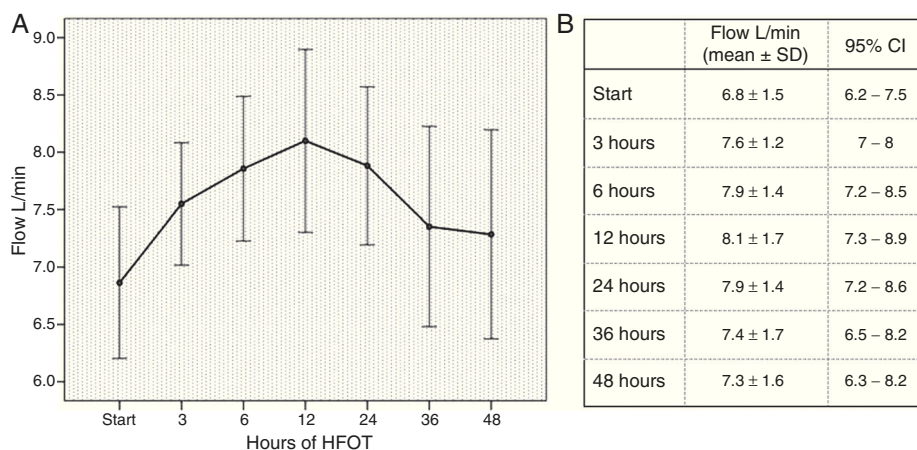 A
9.0
8.5
8.0
7.5
7.0
6.5
6.0
Flow L/min
Start 3 6 12 24 36 48
Hours of HFOT
B
Flow L/min (mean ± SD) 95% CI
Start 6.8 ± 1.5 6.2 – 7.5
3 hours 7.6 ± 1.2 7 – 8
6 hours 7.9 ± 1.4 7.2 – 8.5
12 hours 8.1 ± 1.7 7.3 – 8.9
24 hours 7.9 ± 1.4 7.2 – 8.6
36 hours 7.4 ± 1.7 6.5 – 8.2
48 hours 7.3 ± 1.6 6.3 – 8.2